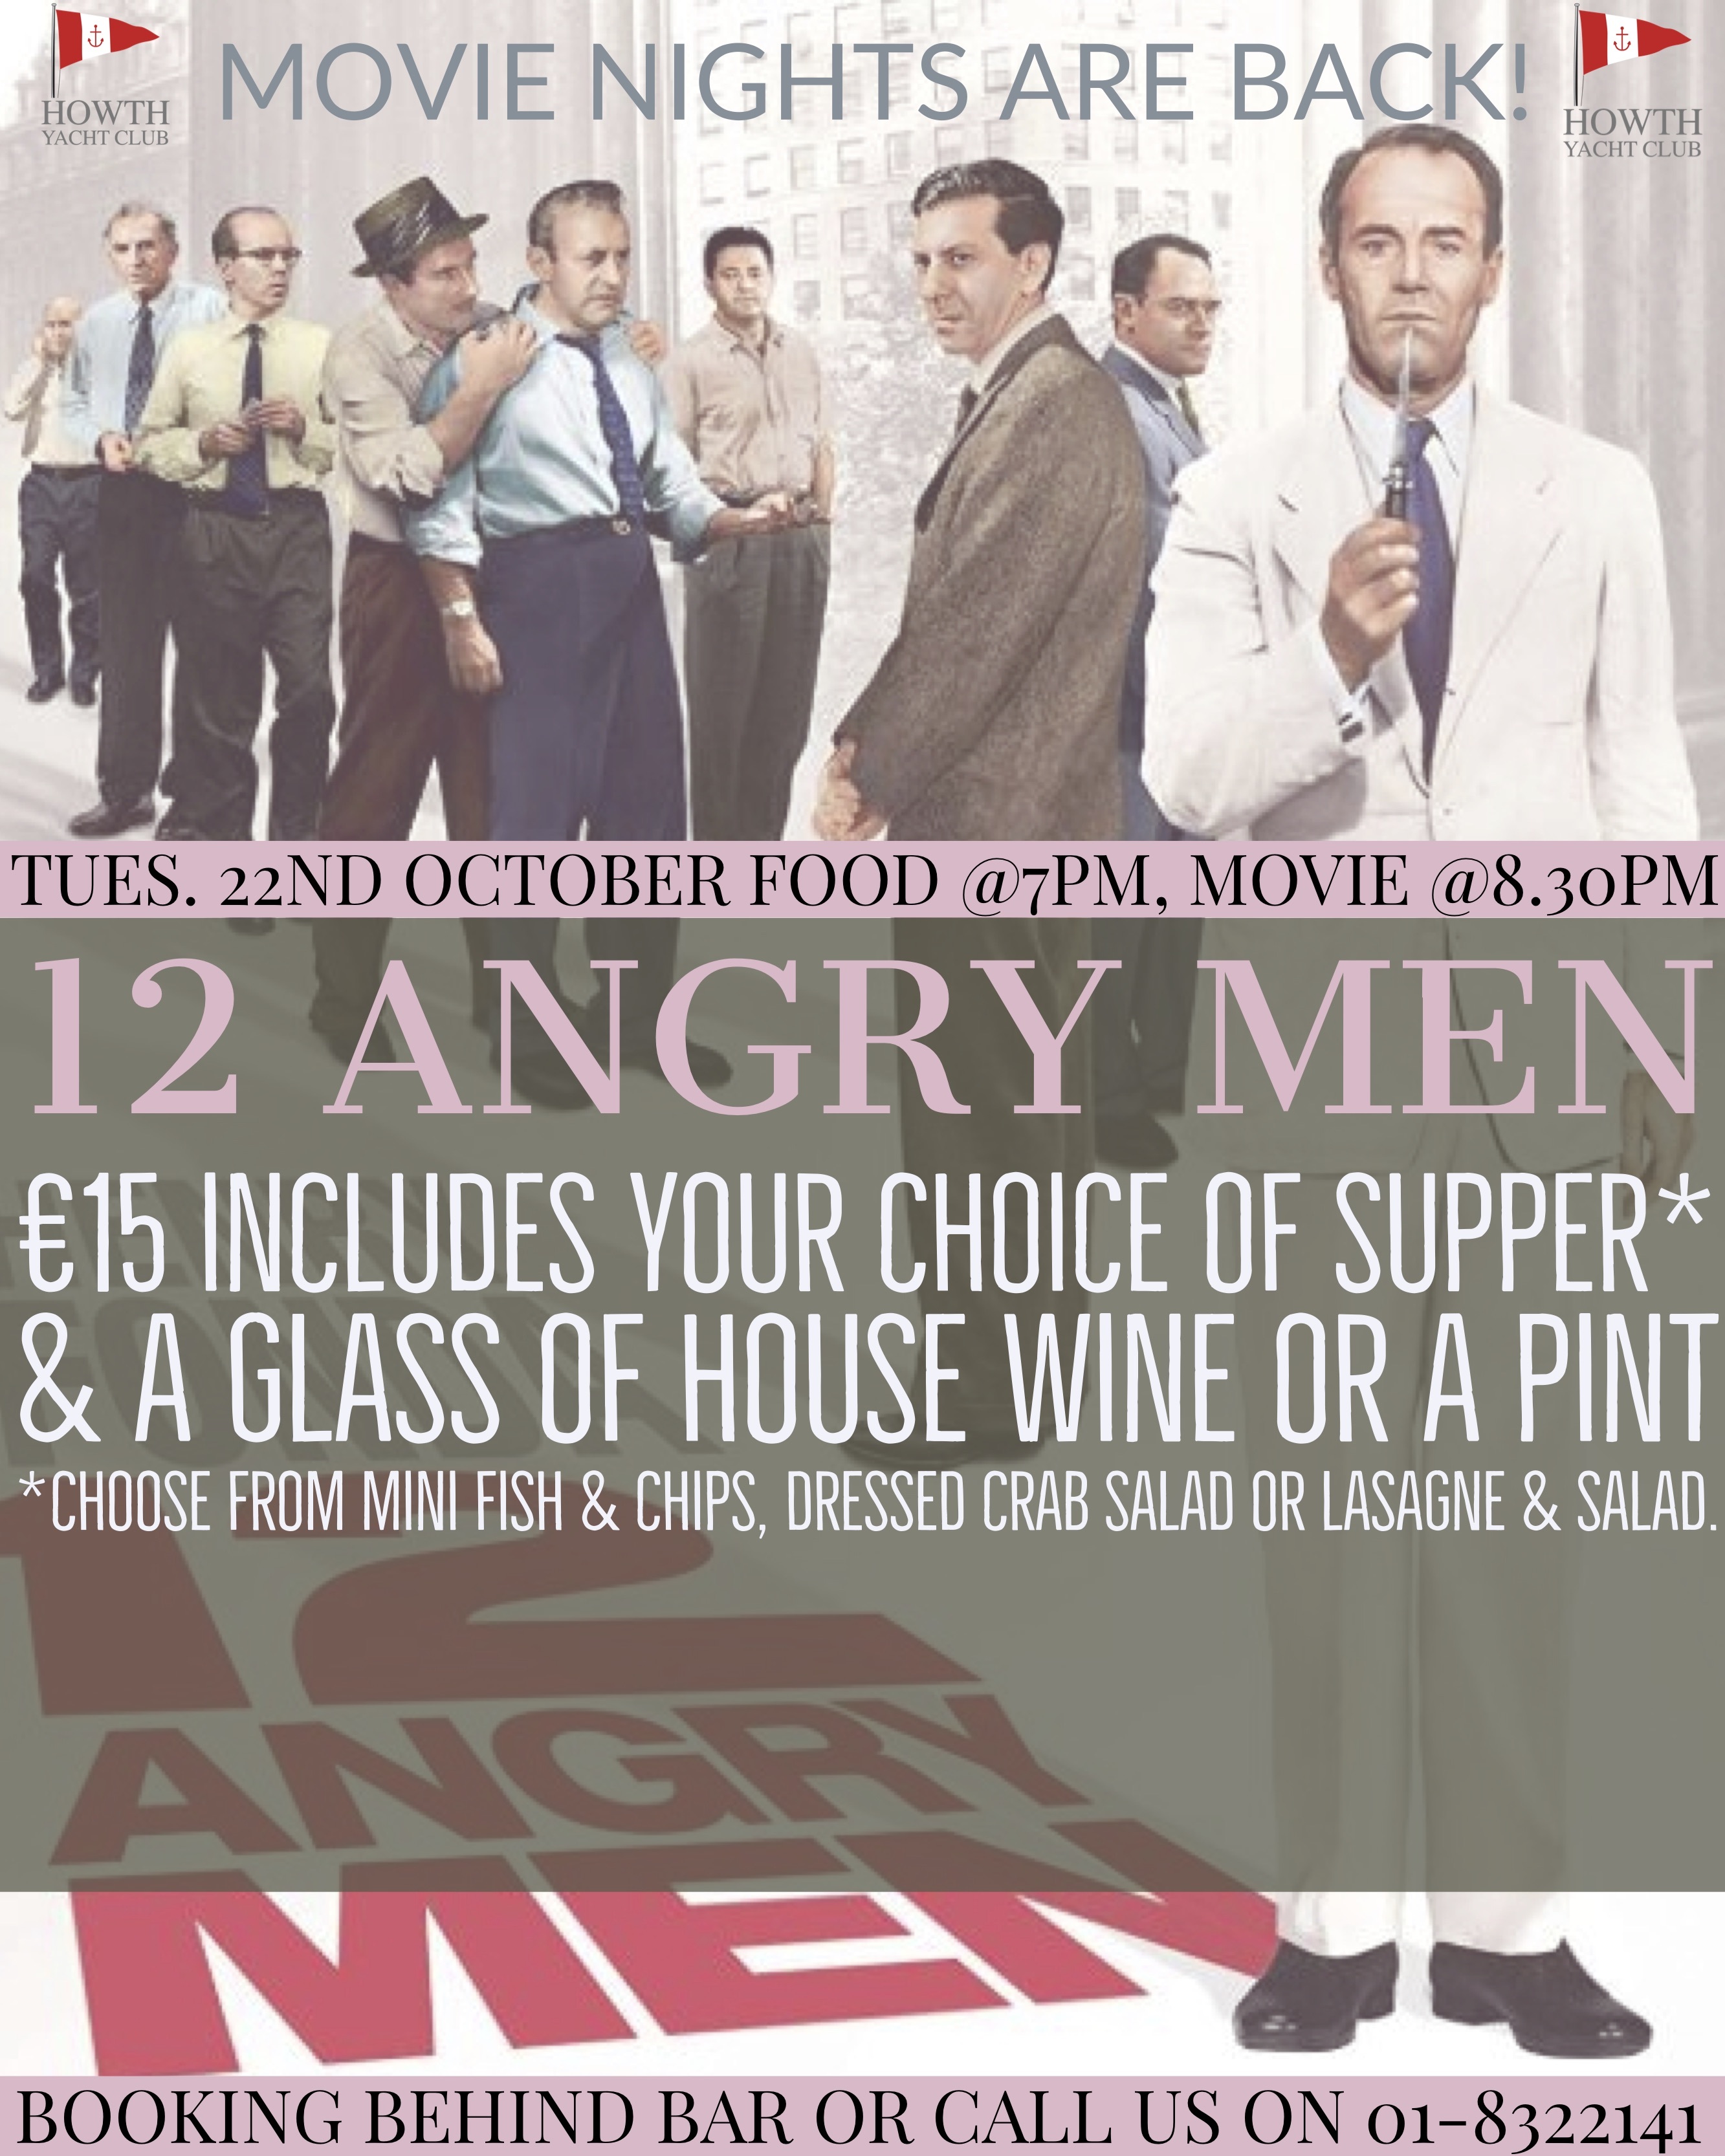 MOVIE NIGHTS ARE BACK!
HOWTH
YACHT CLUB
HOWTH
YACHT CLUB
TUES. 22ND OCTOBER FOOD @7PM, MOVIE @8.30PM
12 ANGRY MEN
€15 INCLUDES YOUR CHOICE OF SUPPER*
& A GLASS OF HOUSE WINE OR A PINT
*CHOOSE FROM MINI FISH & CHIPS, DRESSED CRAB SALAD OR LASAGNE & SALAD.
FONDA
12
ANGRY
MEN
BOOKING BEHIND BAR OR CALL US ON 01-8322141